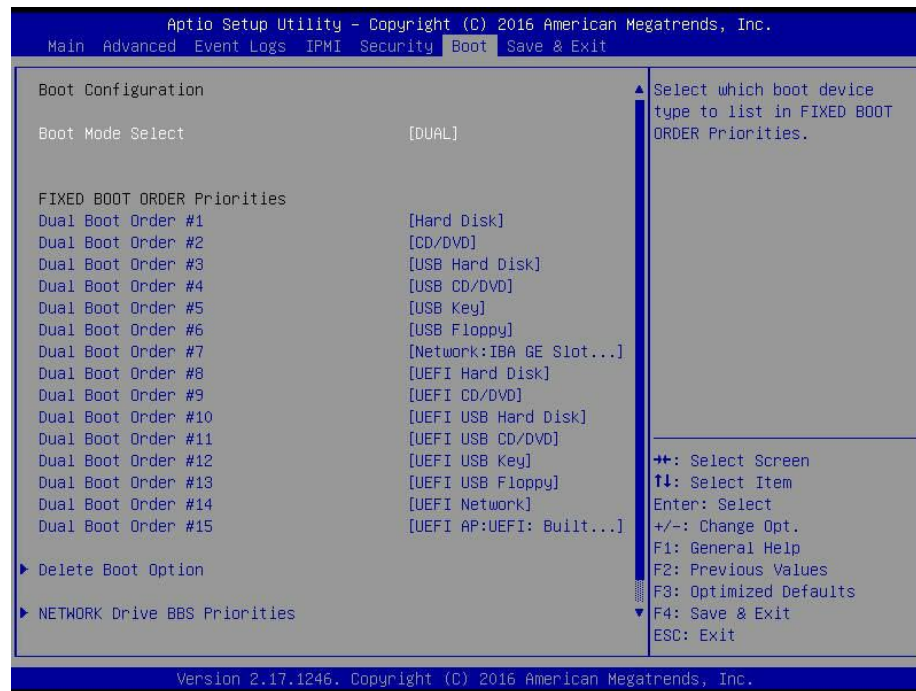 Aptio Setup Utility – Copyright (C) 2016 American Megatrends, Inc.
Main Advanced Event Logs IPMI Security Boot Save & Exit
Boot Configuration
Boot Mode Select [DUAL]
FIXED BOOT ORDER Priorities
Dual Boot Order #1 [Hard Disk]
Dual Boot Order #2 [CD/DVD]
Dual Boot Order #3 [USB Hard Disk]
Dual Boot Order #4 [USB CD/DVD]
Dual Boot Order #5 [USB Key]
Dual Boot Order #6 [USB Floppy]
Dual Boot Order #7 [Network:IBA GE Slot...]
Dual Boot Order #8 [UEFI Hard Disk]
Dual Boot Order #9 [UEFI CD/DVD]
Dual Boot Order #10 [UEFI USB Hard Disk]
Dual Boot Order #11 [UEFI USB CD/DVD]
Dual Boot Order #12 [UEFI USB Key]
Dual Boot Order #13 [UEFI USB Floppy]
Dual Boot Order #14 [UEFI Network]
Dual Boot Order #15 [UEFI AP:UEFI: Built...]
Delete Boot Option
NETWORK Drive BBS Priorities
Select which boot device
type to list in FIXED BOOT
ORDER Priorities.
→←: Select Screen
↑↓: Select Item
Enter: Select
+/-: Change Opt.
F1: General Help
F2: Previous Values
F3: Optimized Defaults
F4: Save & Exit
ESC: Exit
Version 2.17.1246. Copyright (C) 2016 American Megatrends, Inc.